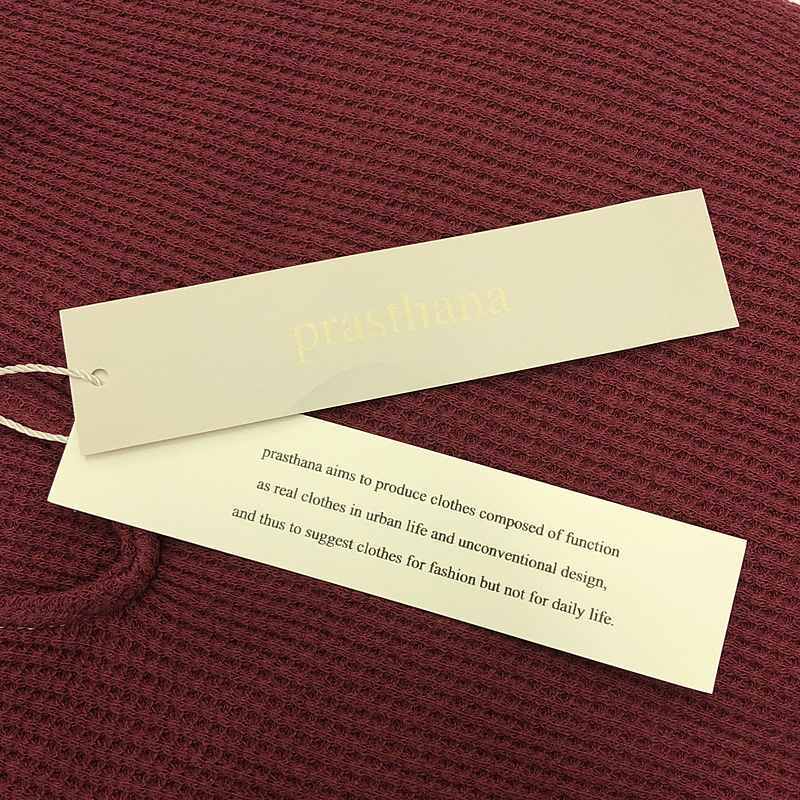 prasthana
prasthana aims to produce clothes composed of function
as real clothes in urban life and unconventional design,
and thus to suggest clothes for fashion but not for daily life.